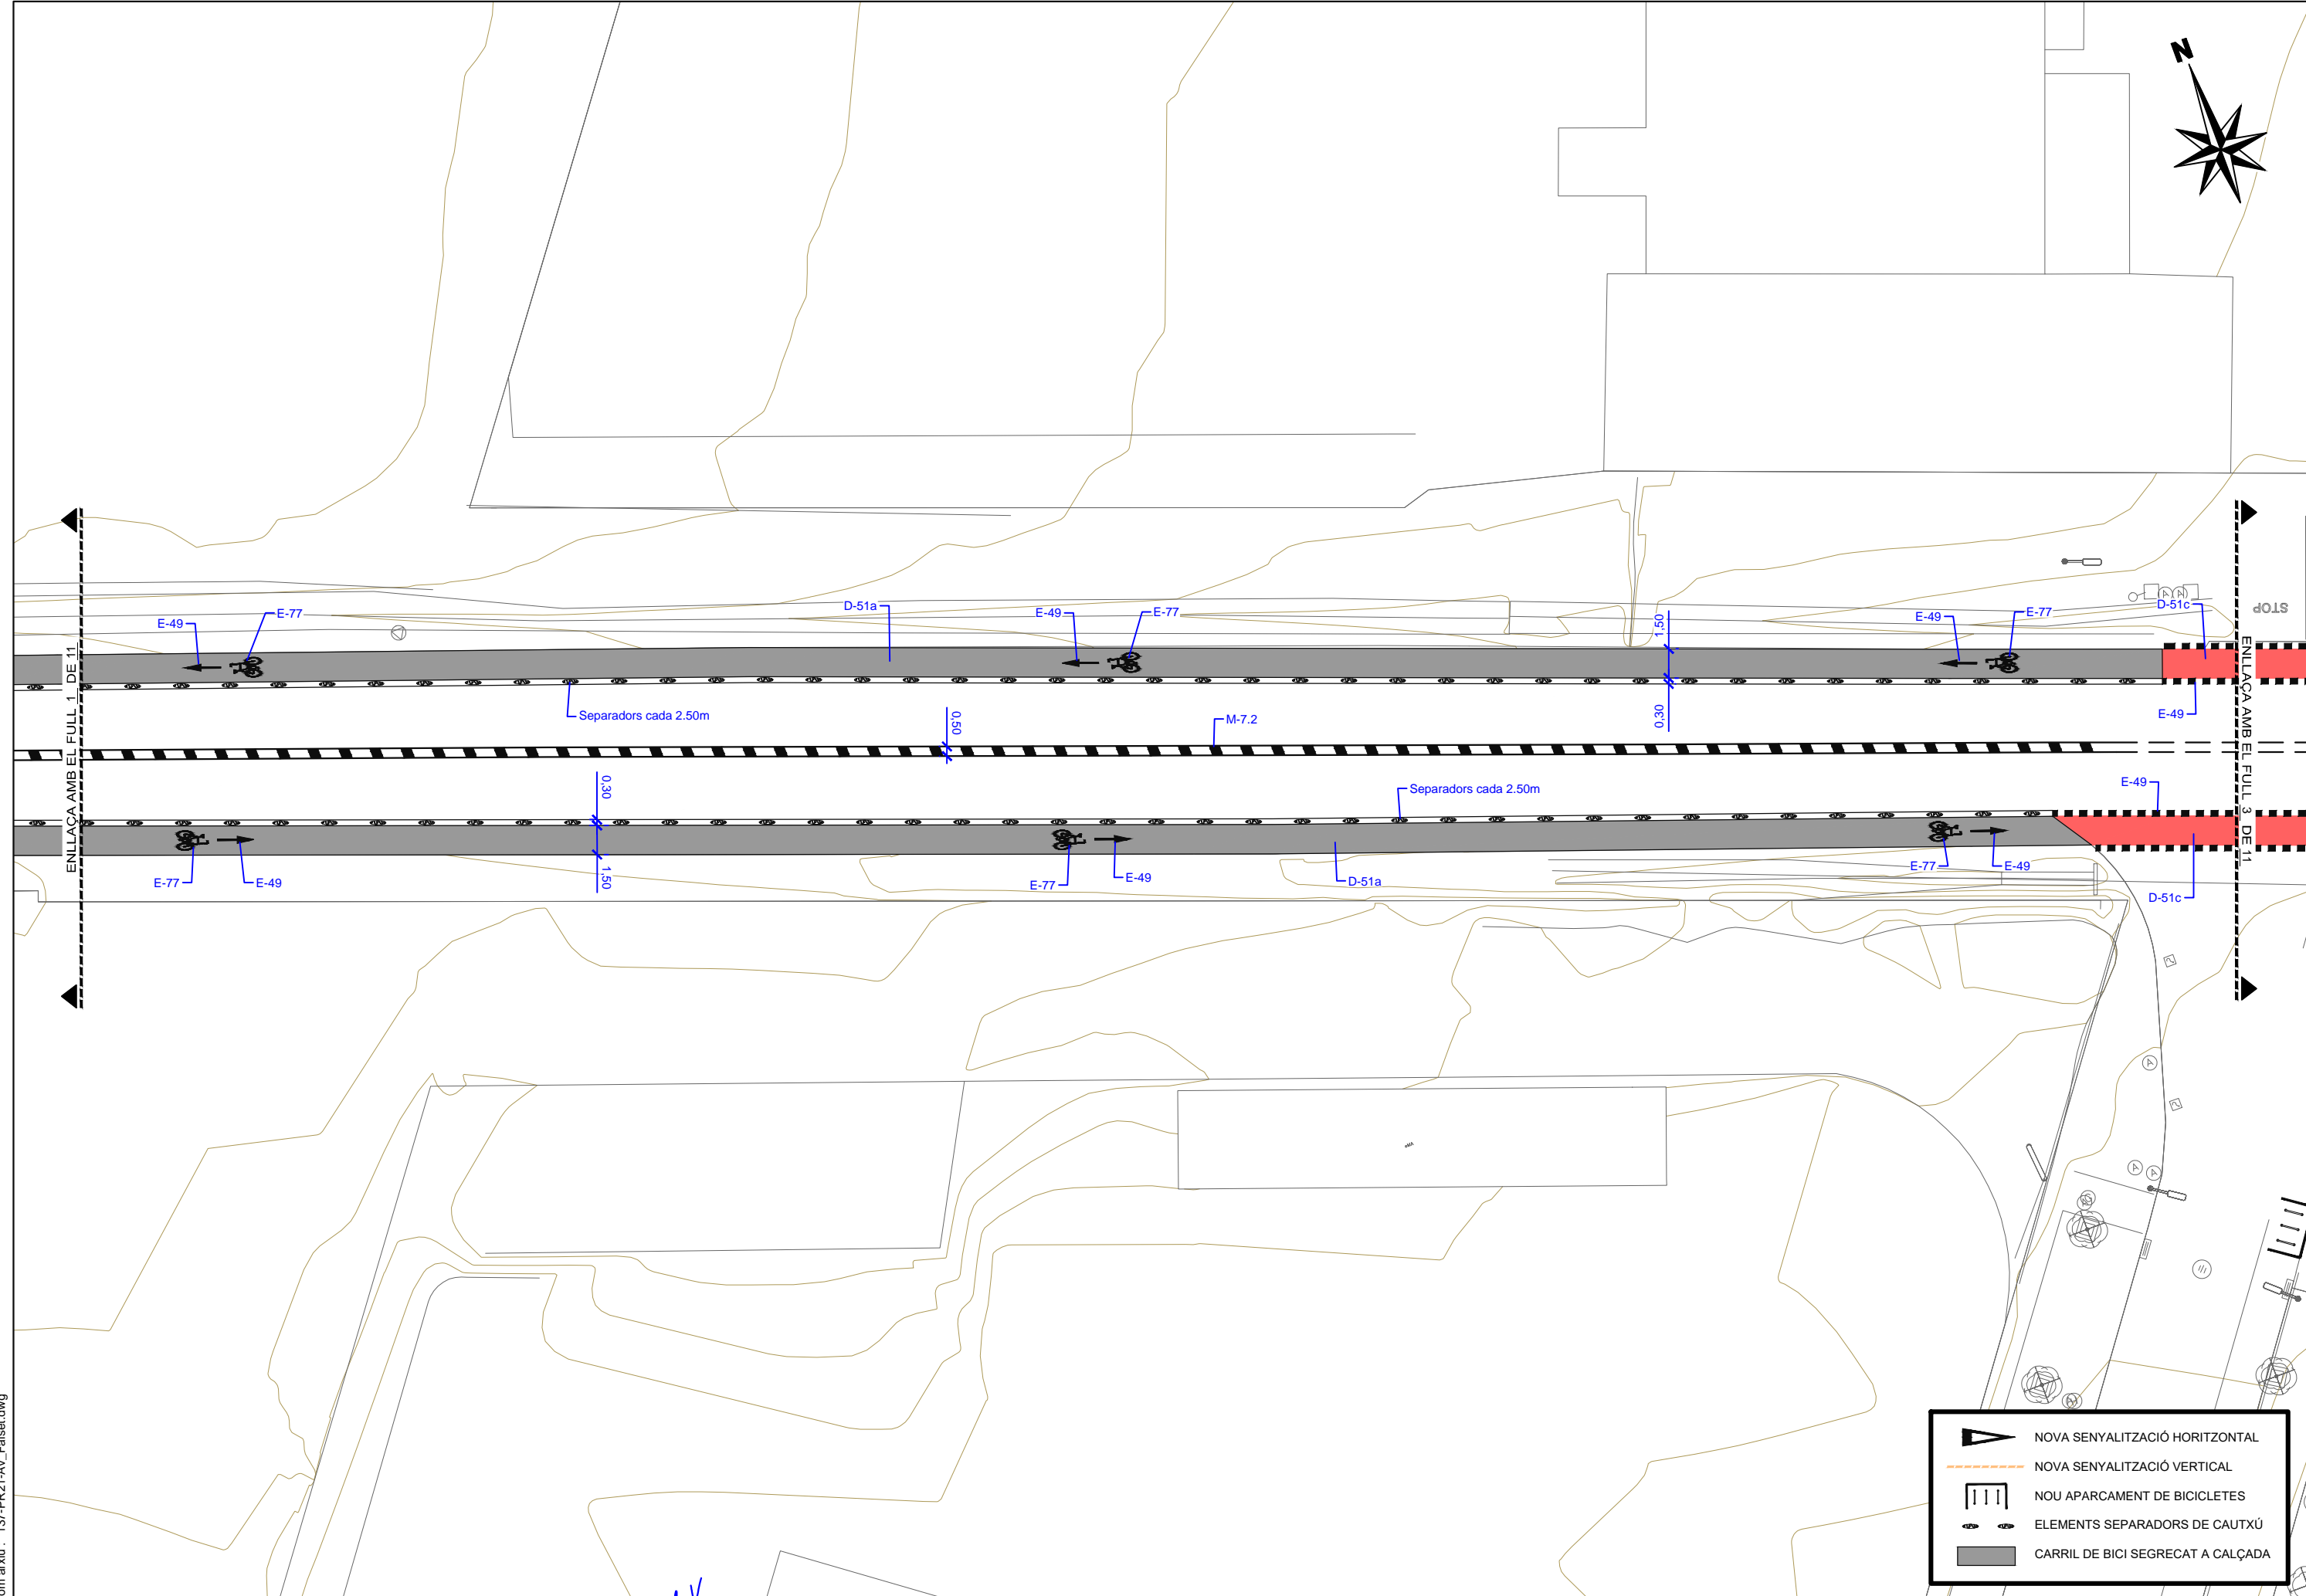 N
STOP
D-51a
D-51c
E-77
E-49
E-49
E-77
E-49
E-77
1,50
ENLLAÇA AMB EL FULL 1 DE 11
ENLLAÇA AMB EL FULL 3 DE 11
Separadors cada 2.50m
0,50
M-7.2
0,30
E-49
0,30
Separadors cada 2.50m
E-49
1,50
E-77
E-49
E-77
E-49
D-51a
E-77
E-49
D-51c
NOVA SENYALITZACIÓ HORITZONTAL
NOVA SENYALITZACIÓ VERTICAL
NOU APARCAMENT DE BICICLETES
ELEMENTS SEPARADORS DE CAUTXÚ
CARRIL DE BICI SEGRECAT A CALÇADA